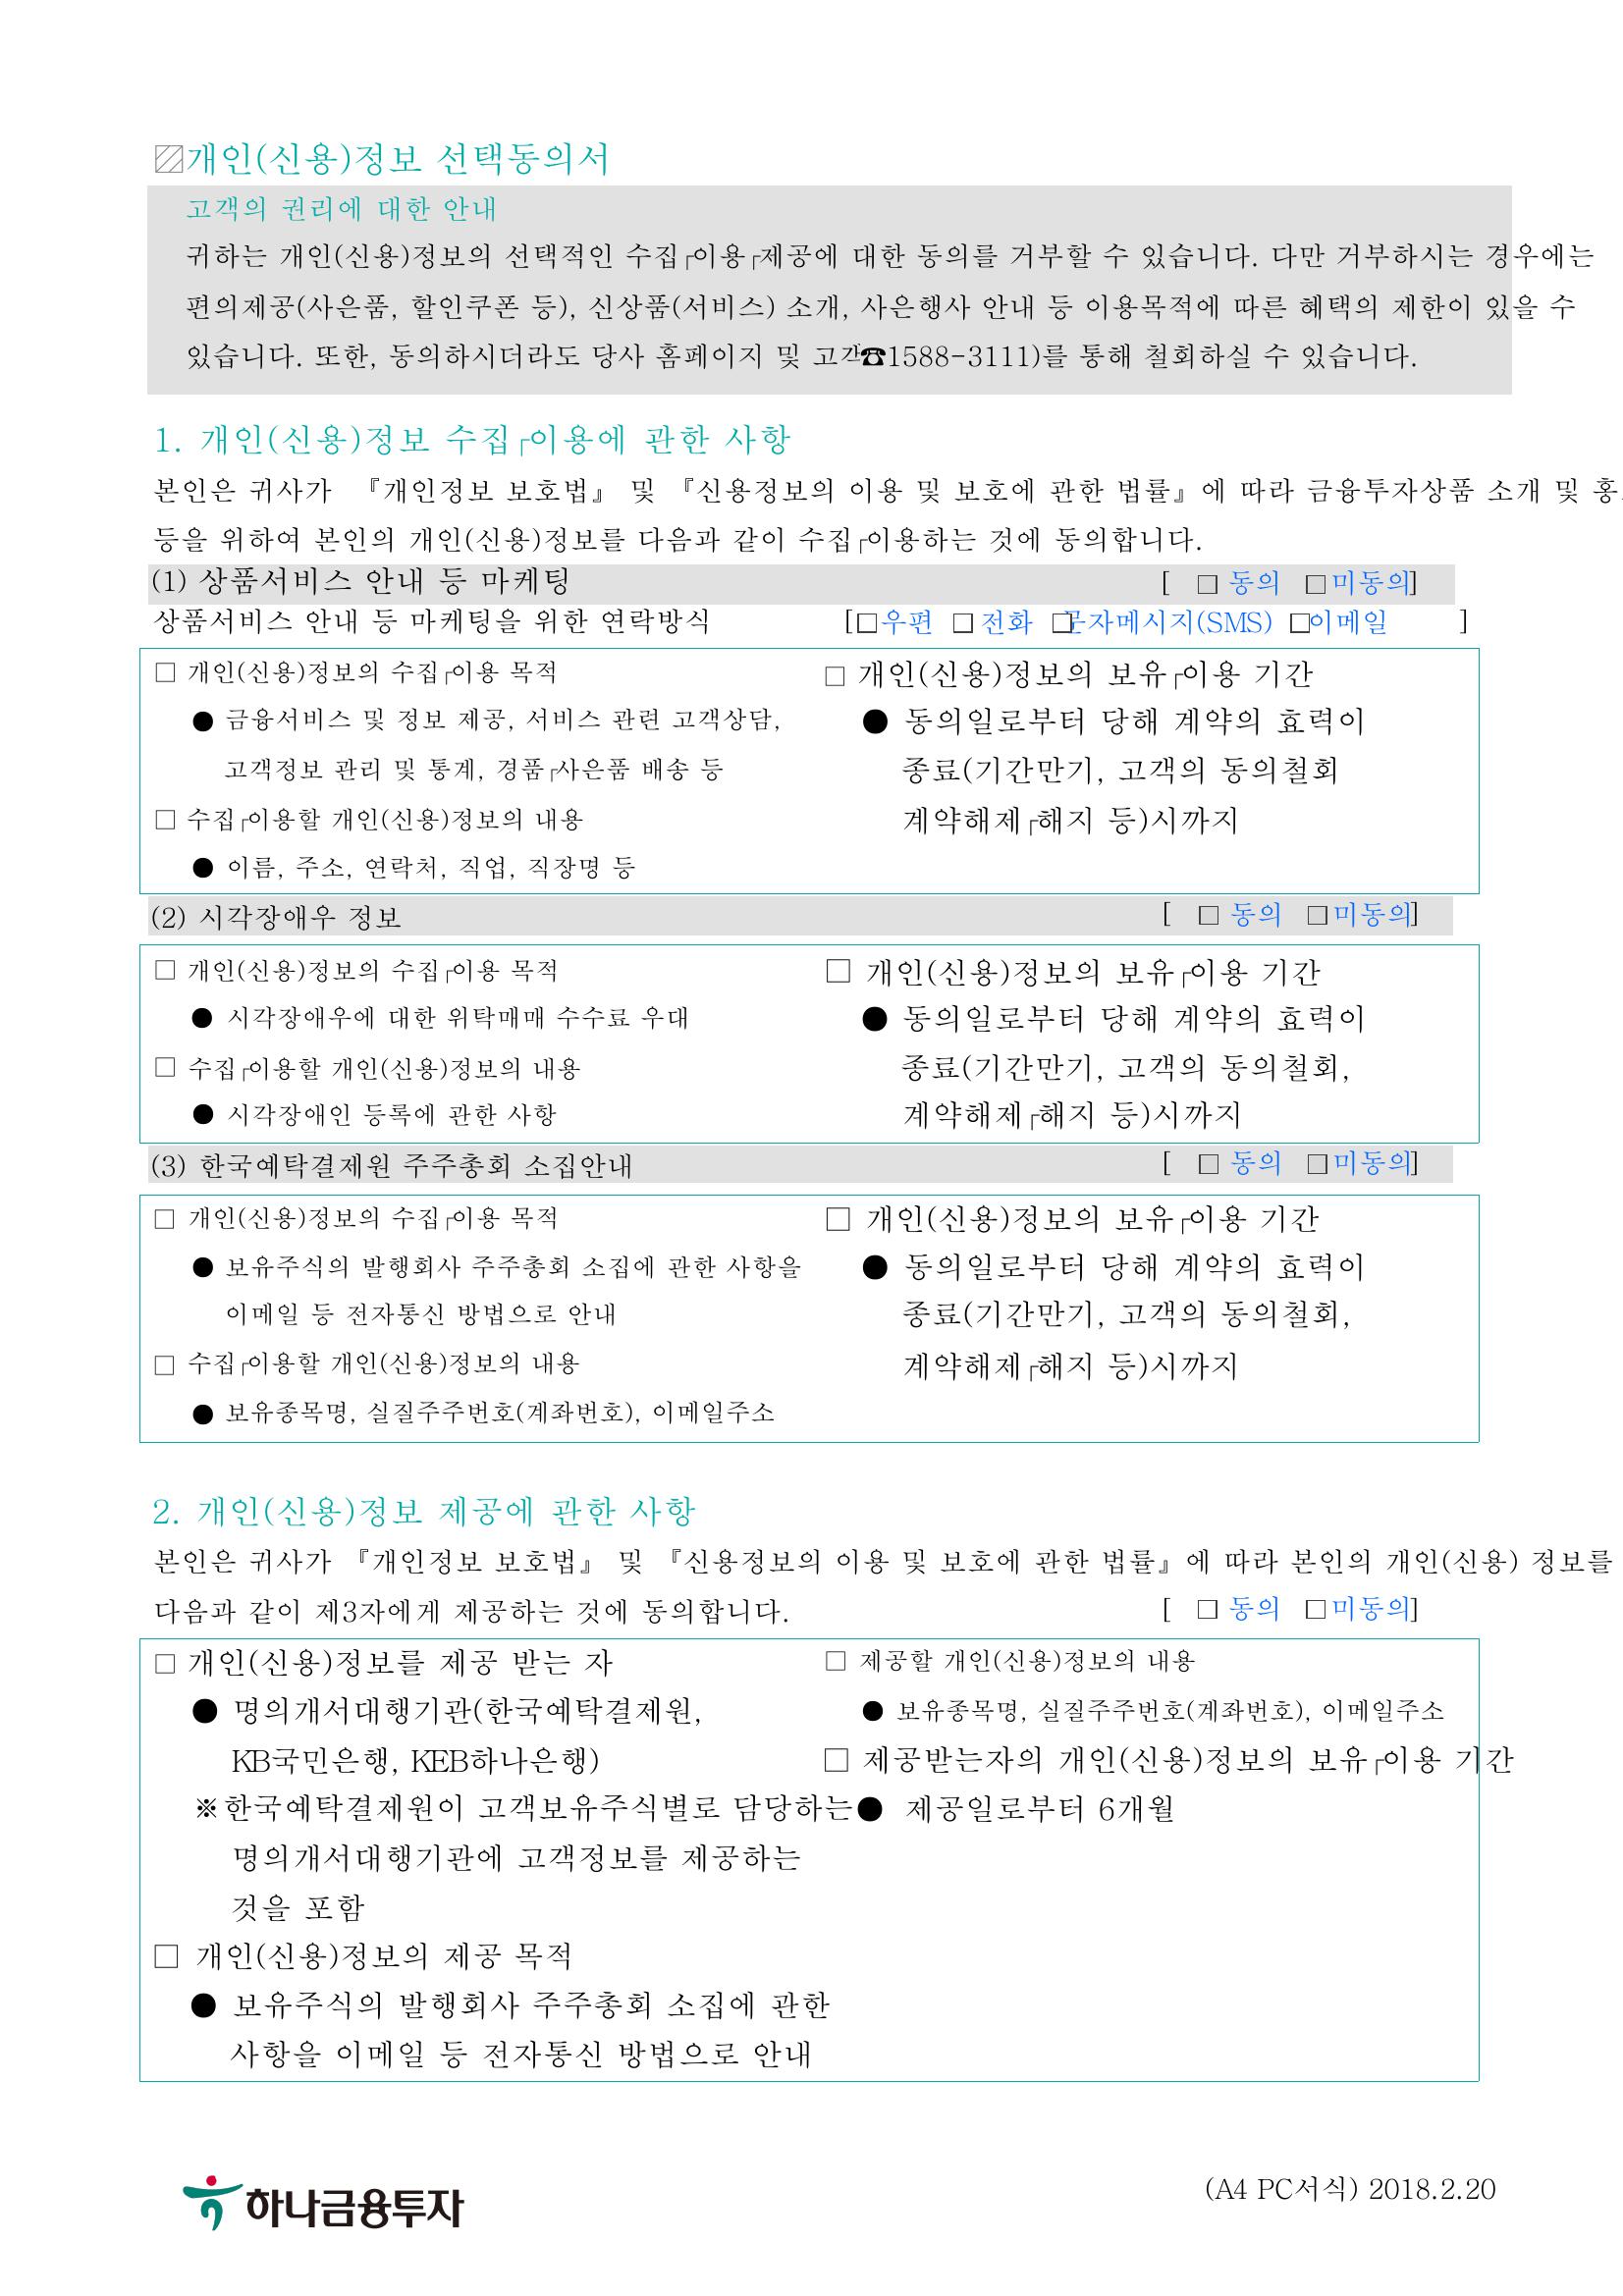 ▨개인(신용)정보 선택동의서
고객의 권리에 대한 안내
귀하는 개인(신용)정보의 선택적인 수집┌이용┌제공에 대한 동의를 거부할 수 있습니다. 다만 거부하시는 경우에는
편의제공(사은품, 할인쿠폰 등), 신상품(서비스) 소개, 사은행사 안내 등 이용목적에 따른 혜택의 제한이 있을 수
있습니다. 또한, 동의하시더라도 당사 홈페이지 및 고객☎1588-3111)를 통해 철회하실 수 있습니다.
1. 개인(신용)정보 수집┌이용에 관한 사항
본인은 귀사가 『개인정보 보호법』 및 『신용정보의 이용 및 보호에 관한 법률』에 따라 금융투자상품 소개 및
등을 위하여 본인의 개인(신용)정보를 다음과 같이 수집┌이용하는 것에 동의합니다.
(1) 상품서비스 안내 등 마케팅 [ □ 동의 □미동의]
상품서비스 안내 등 마케팅을 위한 연락방식 [□우편 □ 전화 □문자메시지(SMS) □이메일 ]
□ 개인(신용)정보의 수집┌이용 목적
● 금융서비스 및 정보 제공, 서비스 관련 고객상담,
고객정보 관리 및 통계, 경품┌사은품 배송 등
□ 수집┌이용할 개인(신용)정보의 내용
● 이름, 주소, 연락처, 직업, 직장명 등
□ 개인(신용)정보의 보유┌이용 기간
● 동의일로부터 당해 계약의 효력이
종료(기간만기, 고객의 동의철회
계약해제┌해지 등)시까지
(2) 시각장애우 정보 [ □ 동의 □미동의]
□ 개인(신용)정보의 수집┌이용 목적
● 시각장애우에 대한 위탁매매 수수료 우대
□ 수집┌이용할 개인(신용)정보의 내용
● 시각장애인 등록에 관한 사항
□ 개인(신용)정보의 보유┌이용 기간
● 동의일로부터 당해 계약의 효력이
종료(기간만기, 고객의 동의철회,
계약해제┌해지 등)시까지
(3) 한국예탁결제원 주주총회 소집안내 [ □ 동의 □미동의]
□ 개인(신용)정보의 수집┌이용 목적
● 보유주식의 발행회사 주주총회 소집에 관한 사항을
이메일 등 전자통신 방법으로 안내
□ 수집┌이용할 개인(신용)정보의 내용
● 보유종목명, 실질주주번호(계좌번호), 이메일주소
□ 개인(신용)정보의 보유┌이용 기간
● 동의일로부터 당해 계약의 효력이
종료(기간만기, 고객의 동의철회,
계약해제┌해지 등)시까지
2. 개인(신용)정보 제공에 관한 사항
본인은 귀사가 『개인정보 보호법』 및 『신용정보의 이용 및 보호에 관한 법률』에 따라 본인의 개인(신용) 정보를
다음과 같이 제3자에게 제공하는 것에 동의합니다. [ □ 동의 □미동의]
□ 개인(신용)정보를 제공 받는 자
● 명의개서대행기관(한국예탁결제원,
KB국민은행, KEB하나은행)
※한국예탁결제원이 고객보유주식별로 담당하는
명의개서대행기관에 고객정보를 제공하는
것을 포함
□ 개인(신용)정보의 제공 목적
● 보유주식의 발행회사 주주총회 소집에 관한
사항을 이메일 등 전자통신 방법으로 안내
□ 제공할 개인(신용)정보의 내용
● 보유종목명, 실질주주번호(계좌번호), 이메일주소
□ 제공받는자의 개인(신용)정보의 보유┌이용 기간
● 제공일로부터 6개월
하나금융투자
(A4 PC서식) 2018.2.20